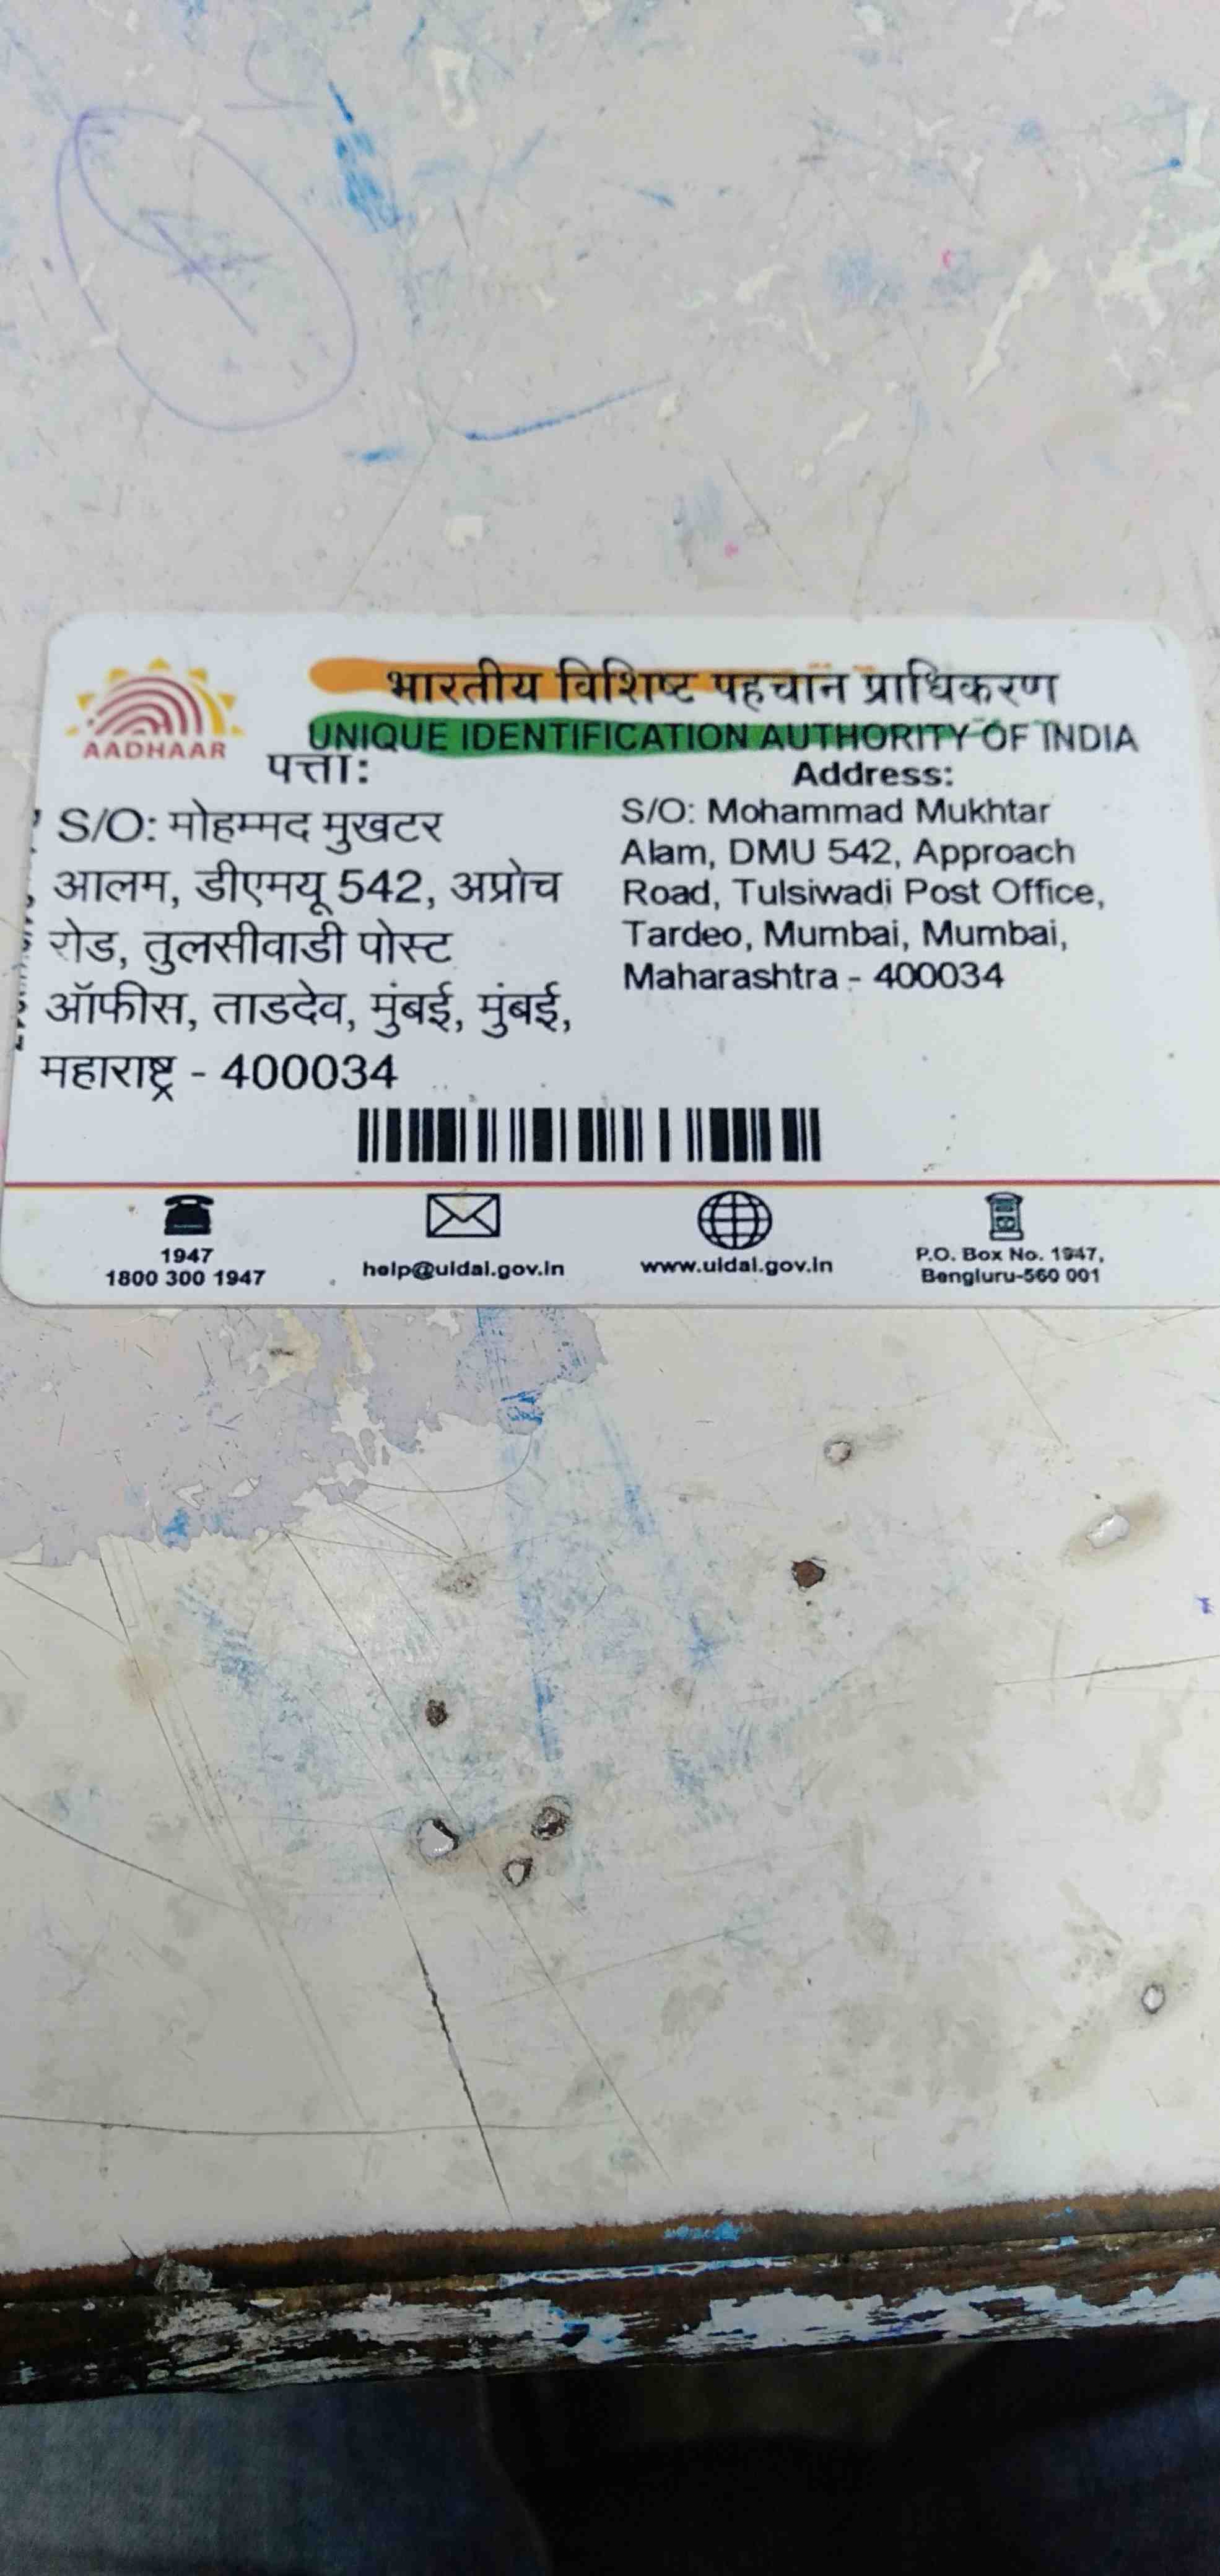 भारतीय विशिष्ट पहचान प्राधिकरण
UNIQUE IDENTIFICATION AUTHORITY OF INDIA
AADHAAR
पत्ता:
S/O: मोहम्मद मुखटर
आलम, डीएमयू 542, अप्रोच
रोड, तुलसीवाडी पोस्ट
ऑफीस, ताडदेव, मुंबई, मुंबई,
महाराष्ट्र - 400034
Address:
S/O: Mohammad Mukhtar
Alam, DMU 542, Approach
Road, Tulsiwadi Post Office,
Tardeo, Mumbai, Mumbai,
Maharashtra - 400034
1947
1800 300 1947
help@uidai.gov.in
www.uidai.gov.in
P.O. Box No. 1947,
Bengluru-560 001